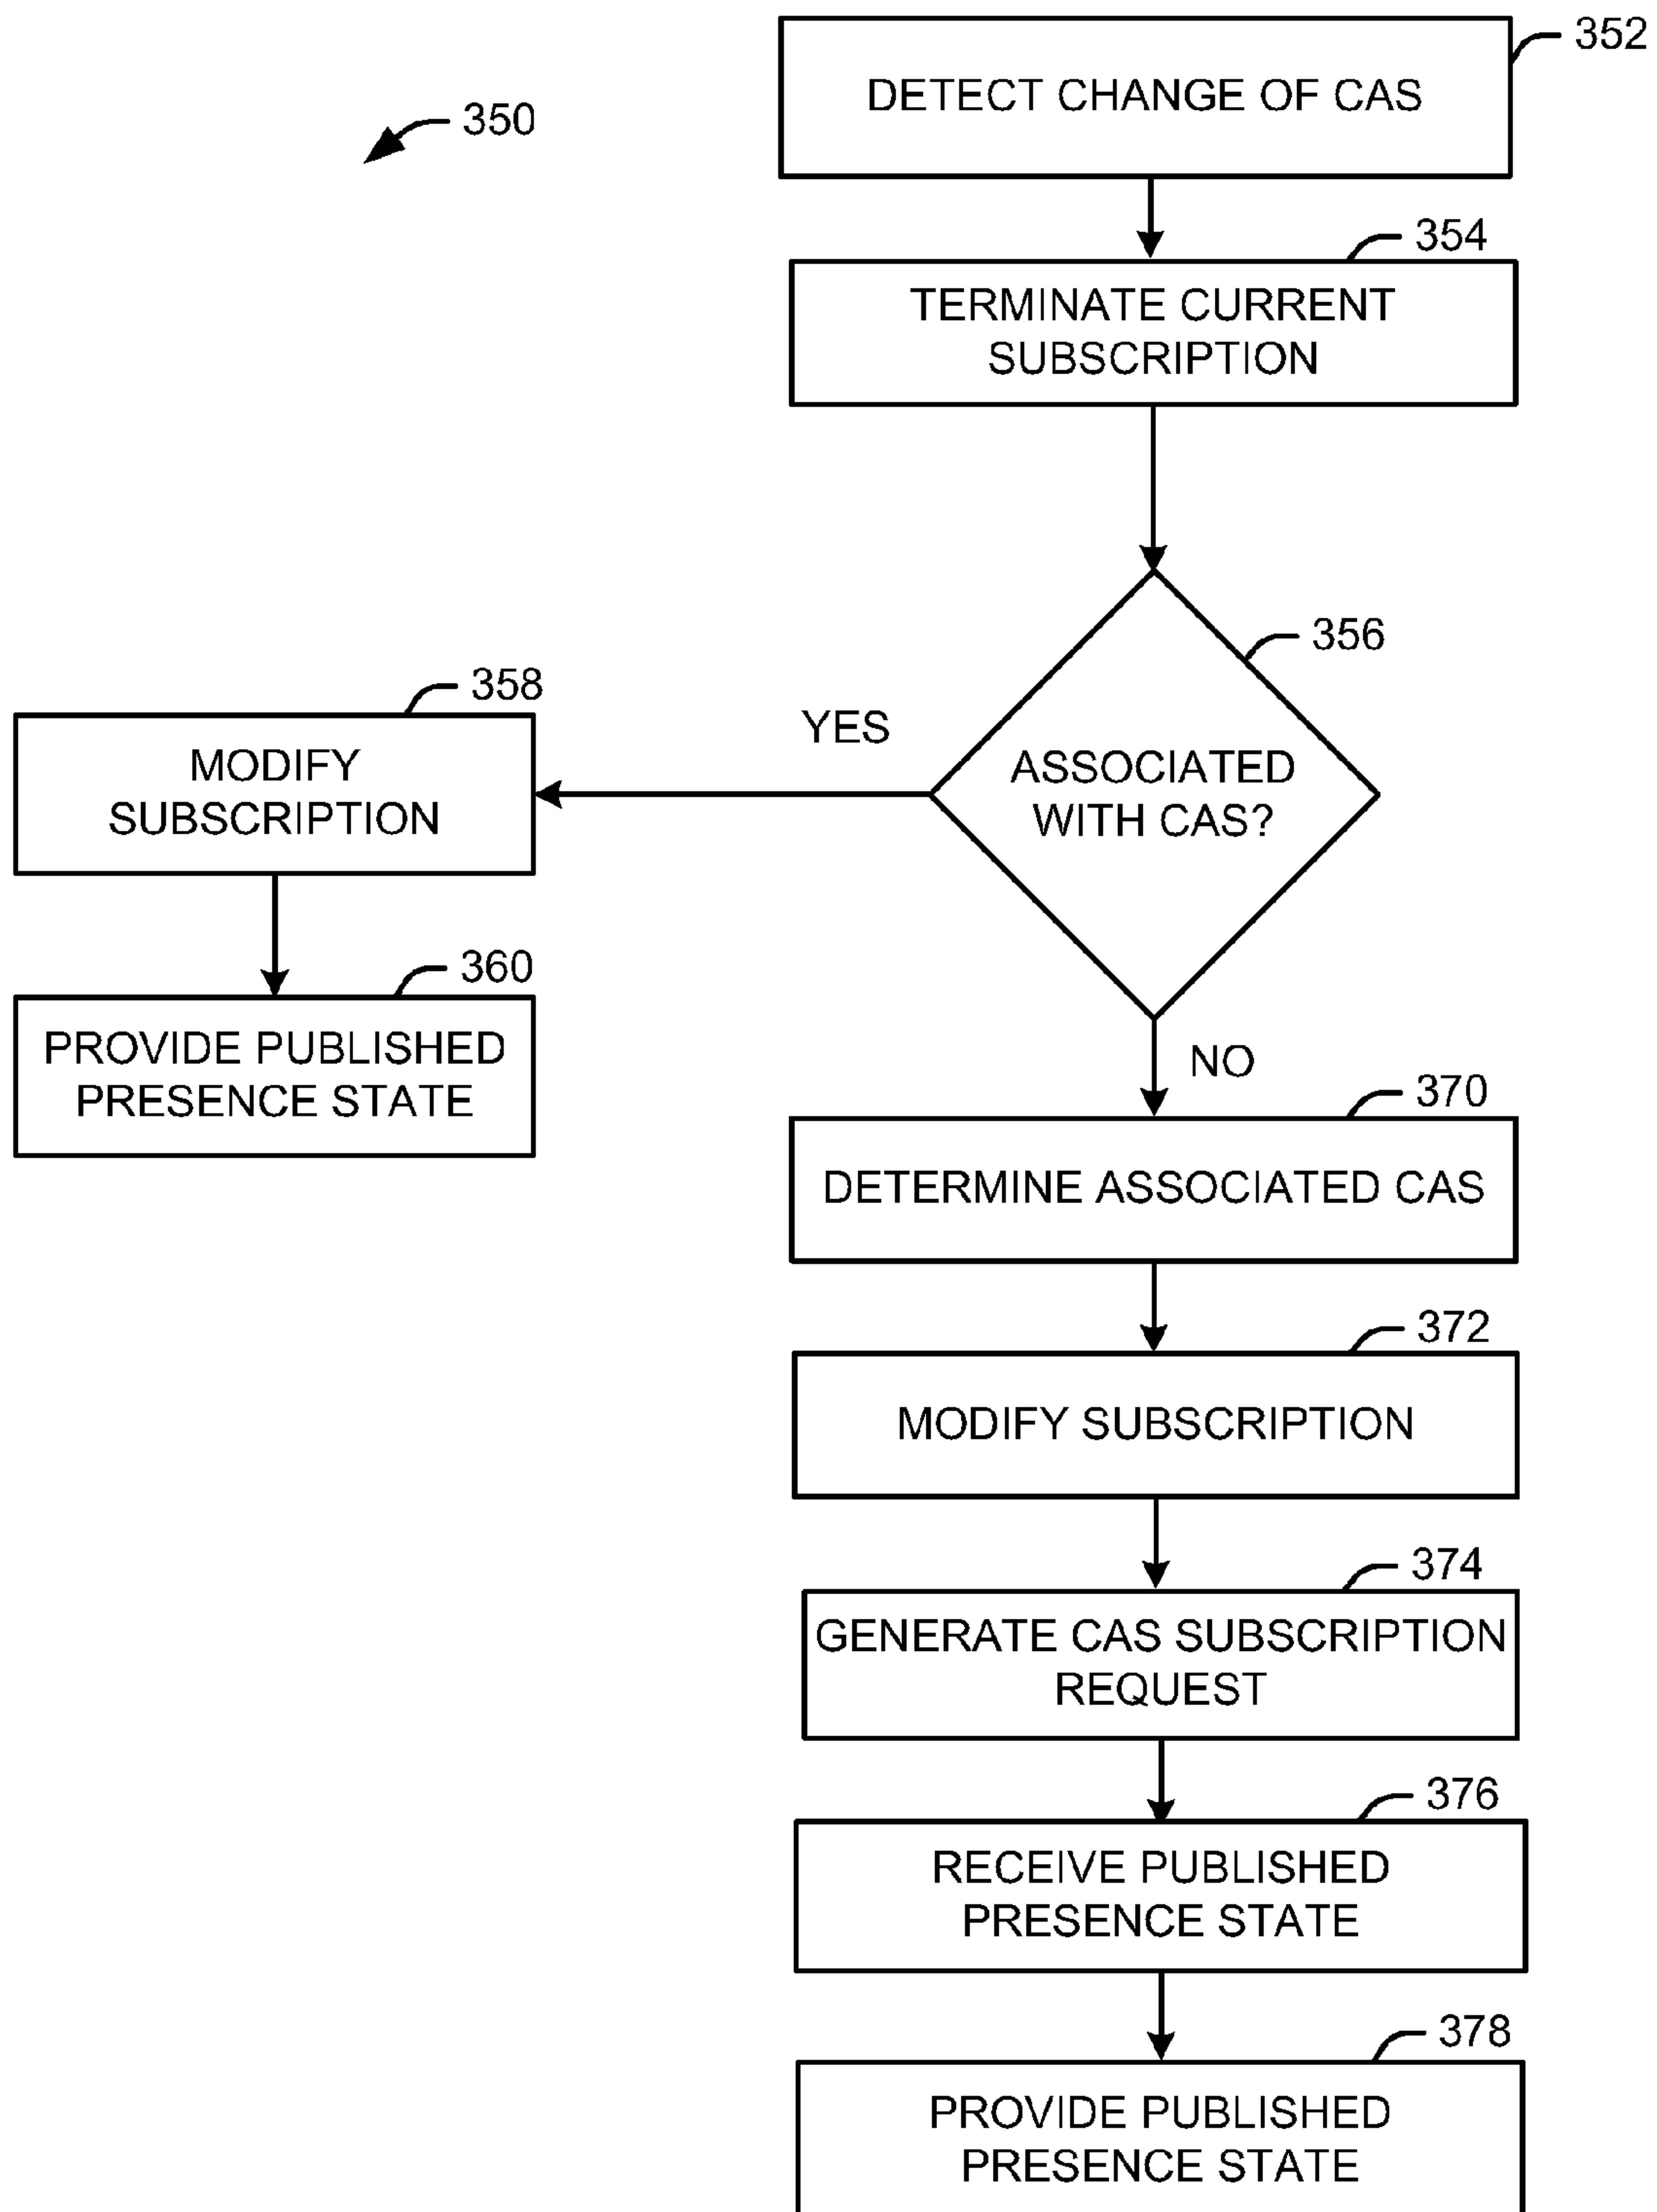 352
DETECT CHANGE OF CAS
350
354
TERMINATE CURRENT
SUBSCRIPTION
356
ASSOCIATED
WITH CAS?
YES
358
MODIFY
SUBSCRIPTION
360
PROVIDE PUBLISHED
PRESENCE STATE
NO
370
DETERMINE ASSOCIATED CAS
372
MODIFY SUBSCRIPTION
374
GENERATE CAS SUBSCRIPTION
REQUEST
376
RECEIVE PUBLISHED
PRESENCE STATE
378
PROVIDE PUBLISHED
PRESENCE STATE